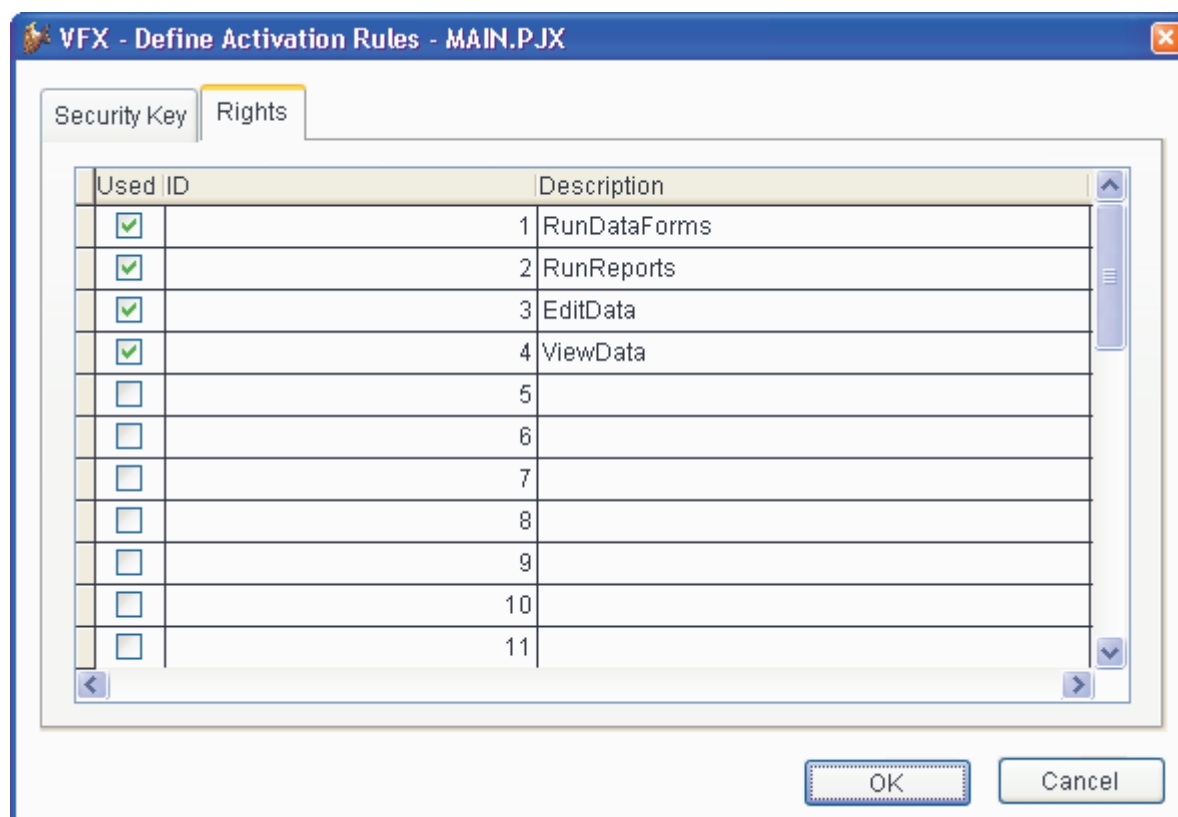 VFX - Define Activation Rules - MAIN.PJX
Security Key Rights
Used ID Description
1 RunDataForms
2 RunReports
3 EditData
4 ViewData
5
6
7
8
9
10
11
OK Cancel